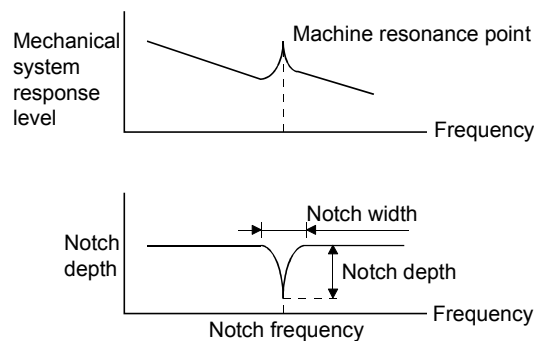 Mechanical
system
response
level
Machine resonance point
Frequency
Notch width
Notch
depth
Notch depth
Frequency
Notch frequency